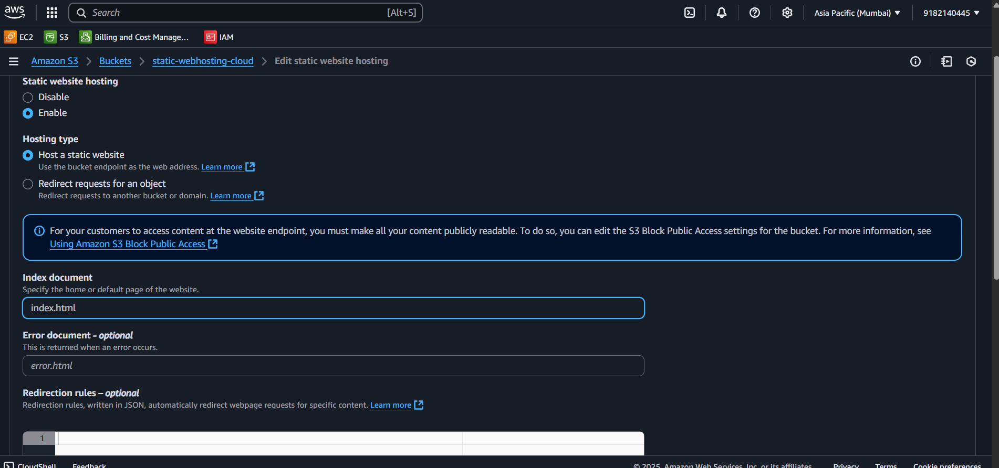 aws
Search [Alt+S]
Asia Pacific (Mumbai)
9182140445
EC2
S3
Billing and Cost Manage...
IAM
Amazon S3 > Buckets > static-webhosting-cloud > Edit static website hosting
Static website hosting
Disable
Enable
Hosting type
Host a static website
Use the bucket endpoint as the web address. Learn more
Redirect requests for an object
Redirect requests to another bucket or domain. Learn more
For your customers to access content at the website endpoint, you must make all your content publicly readable. To do so, you can edit the S3 Block Public Access settings for the bucket. For more information, see
Using Amazon S3 Block Public Access
Index document
Specify the home or default page of the website.
index.html
Error document - optional
This is returned when an error occurs.
error.html
Redirection rules – optional
Redirection rules, written in JSON, automatically redirect webpage requests for specific content. Learn more
1
CloudShell
Feedback
© 2025, Amazon Web Services, Inc. or its affiliates.
Privacy
Terms
Cookie preferences